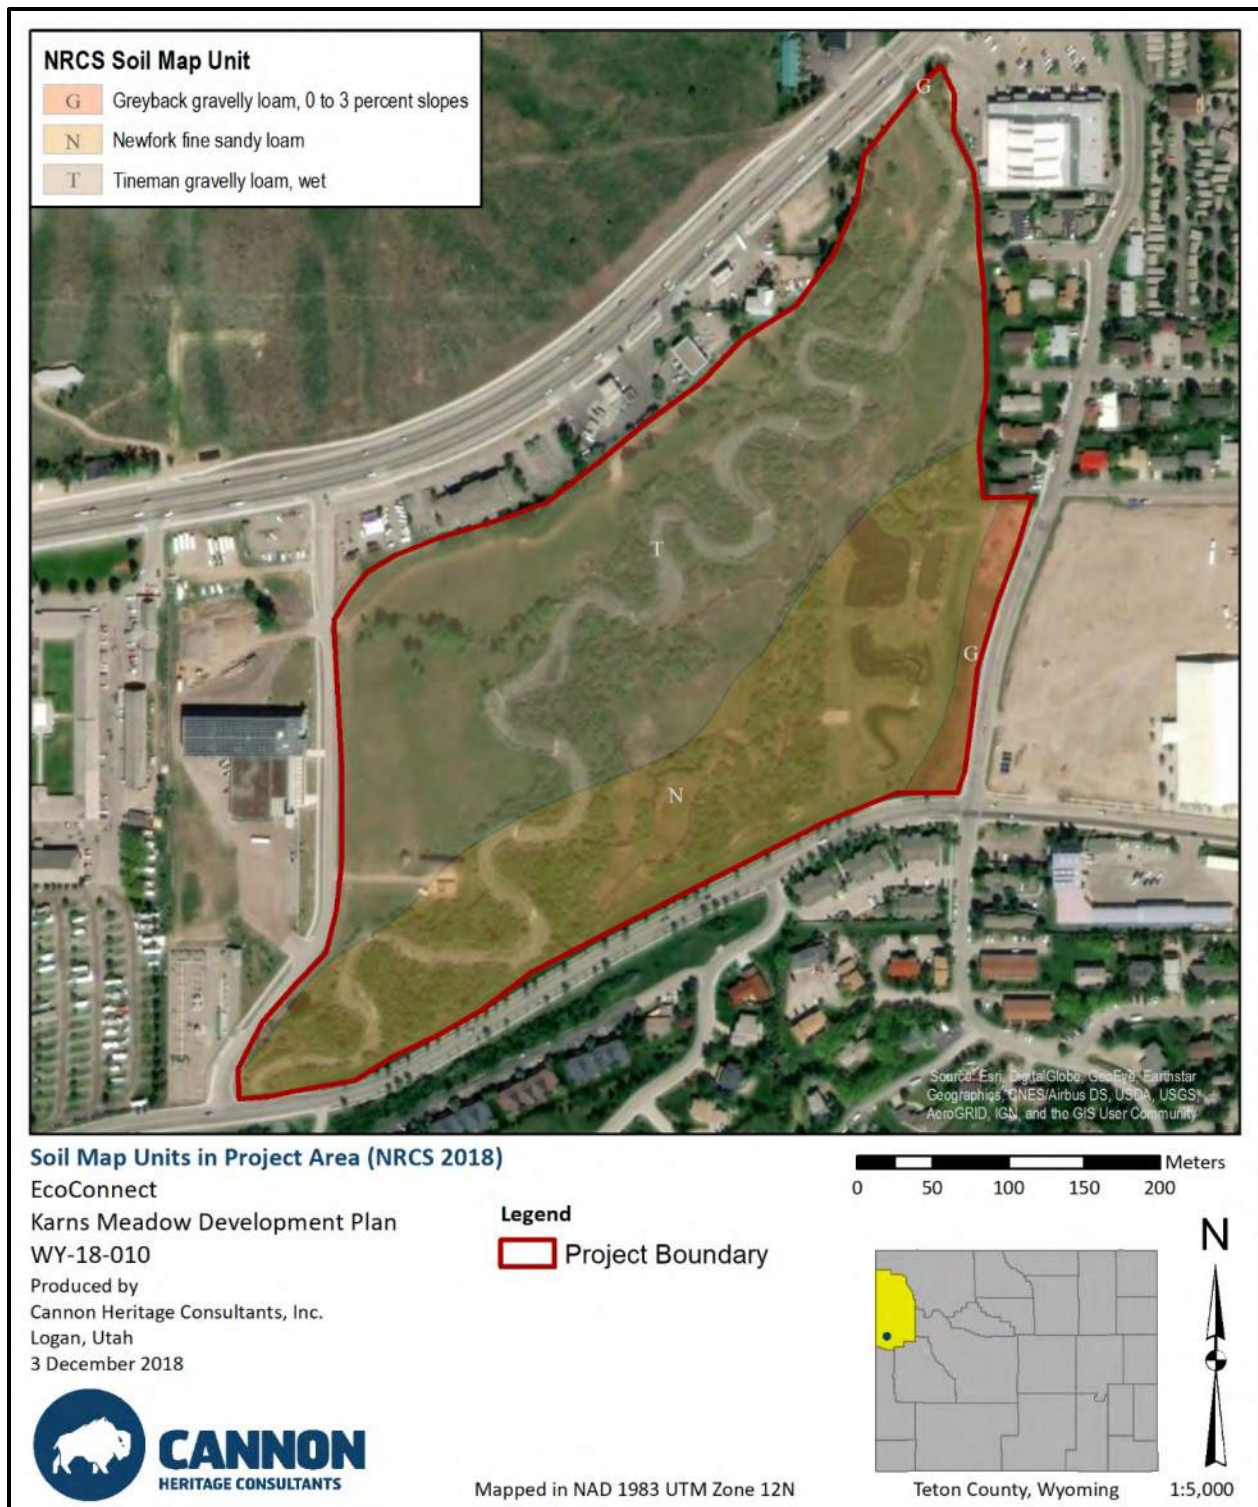 NRCS Soil Map Unit
G Greyback gravelly loam, 0 to 3 percent slopes
N Newfork fine sandy loam
T Tineman gravelly loam, wet
G
T
G
N
Source: Esri, DigitalGlobe, GeoEye, Earthstar
Geographics, CNES/Airbus DS, USDA, USGS,
AeroGRID, IGN, and the GIS User Community
Soil Map Units in Project Area (NRCS 2018)
EcoConnect
Karns Meadow Development Plan
WY-18-010
Produced by
Cannon Heritage Consultants, Inc.
Logan, Utah
3 December 2018
CANNON
HERITAGE CONSULTANTS
Legend
Project Boundary
Mapped in NAD 1983 UTM Zone 12N
Meters
0 50 100 150 200
N
Teton County, Wyoming
1:5,000